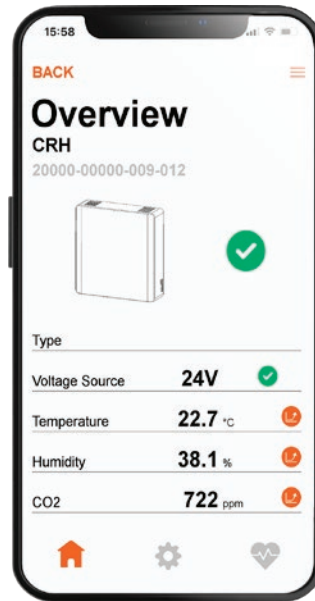 15:58
BACK
Overview
CRH
20000-00000-009-012
Type
Voltage Source 24V
Temperature 22.7 °C
Humidity 38.1 %
CO2 722 ppm